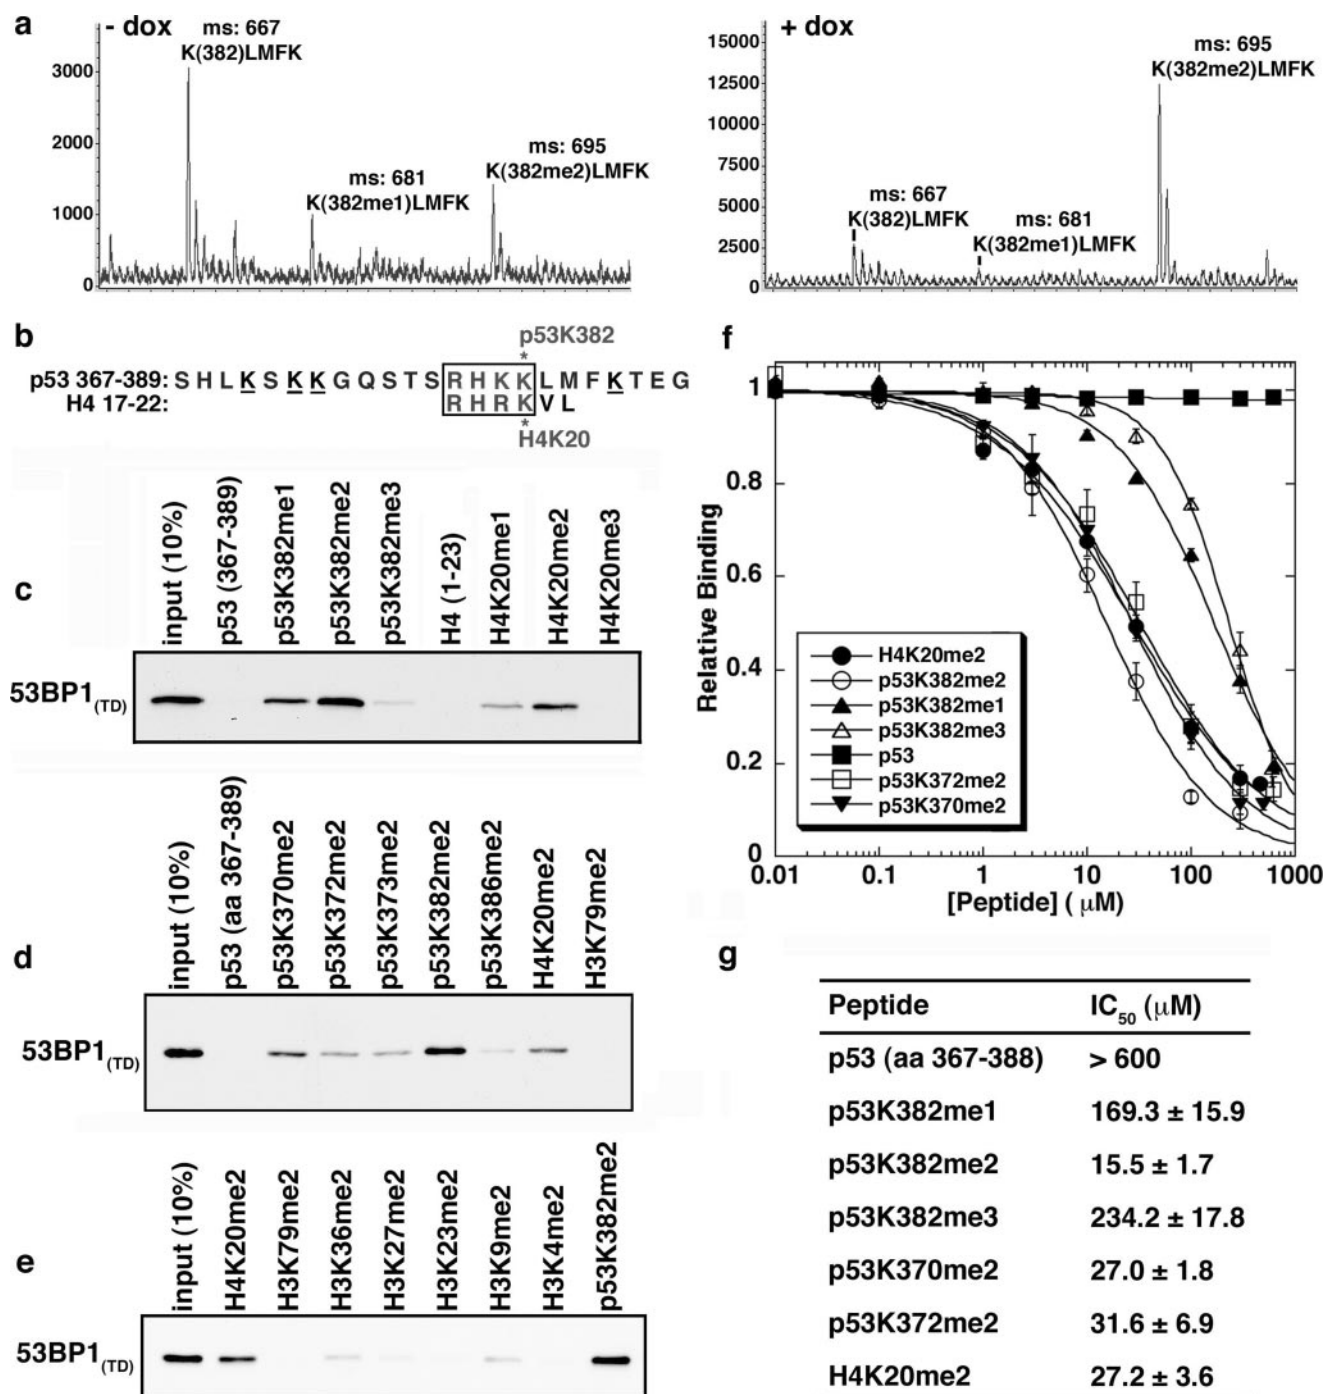 a
- dox
ms: 667
K(382)LMFK
ms: 681
K(382me1)LMFK
ms: 695
K(382me2)LMFK
3000
2000
1000
0
+ dox
ms: 695
K(382me2)LMFK
ms: 667
K(382)LMFK
ms: 681
K(382me1)LMFK
15000
12500
10000
7500
5000
2500
0
b
p53K382
*
p53 367-389: S H L K S K K G Q S T S R H K K L M F K T E G
H4 17-22: R H R K V L
*
H4K20
c
input (10%)
p53 (367-389)
p53K382me1
p53K382me2
p53K382me3
H4 (1-23)
H4K20me1
H4K20me2
H4K20me3
53BP1(TD)
d
input (10%)
p53 (aa 367-389)
p53K370me2
p53K372me2
p53K373me2
p53K382me2
p53K386me2
H4K20me2
H3K79me2
53BP1(TD)
e
input (10%)
H4K20me2
H3K79me2
H3K36me2
H3K27me2
H3K23me2
H3K9me2
H3K4me2
p53K382me2
53BP1(TD)
f
Relative Binding
1
0.8
0.6
0.4
0.2
0
H4K20me2
p53K382me2
p53K382me1
p53K382me3
p53
p53K372me2
p53K370me2
0.01 0.1 1 10 100 1000
[Peptide] ( μM)
g
Peptide IC50 (μM)
p53 (aa 367-388) > 600
p53K382me1 169.3 ± 15.9
p53K382me2 15.5 ± 1.7
p53K382me3 234.2 ± 17.8
p53K370me2 27.0 ± 1.8
p53K372me2 31.6 ± 6.9
H4K20me2 27.2 ± 3.6